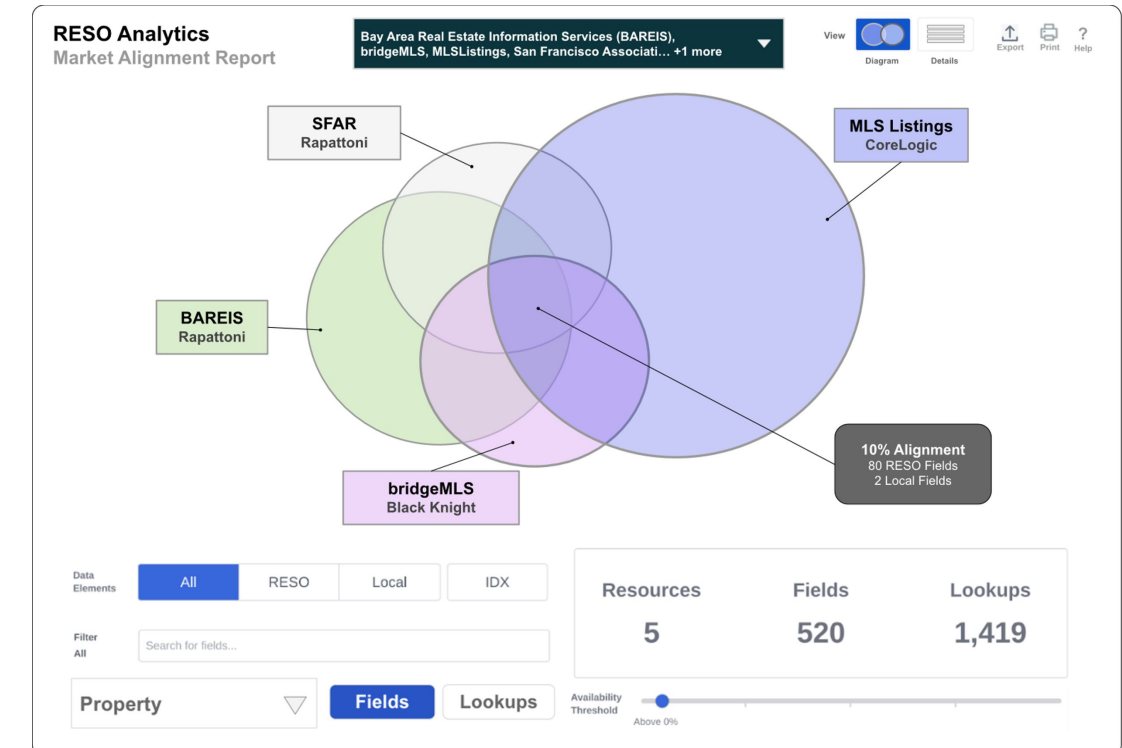 RESO Analytics
Market Alignment Report
Bay Area Real Estate Information Services (BAREIS),
bridgeMLS, MLSListings, San Francisco Associati... +1 more
View
Diagram
Details
Export
Print
?
Help
SFAR
Rapattoni
MLS Listings
CoreLogic
BAREIS
Rapattoni
bridgeMLS
Black Knight
10% Alignment
80 RESO Fields
2 Local Fields
Data
Elements
All
RESO
Local
IDX
Filter
All
Search for fields...
Resources
Fields
Lookups
5
520
1,419
Property
Fields
Lookups
Availability
Threshold
Above 0%